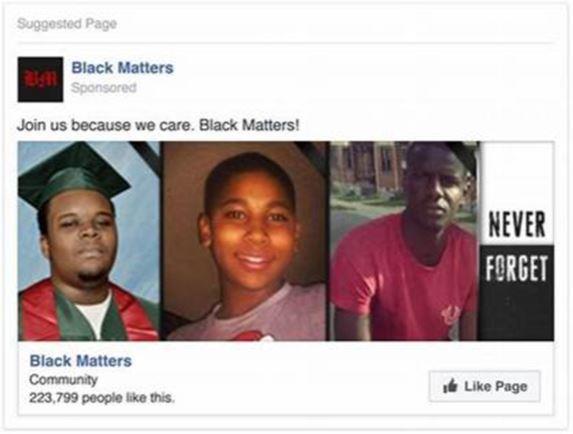 Suggested Page
BM
Black Matters
Sponsored
Join us because we care. Black Matters!
NEVER
FORGET
Black Matters
Community
223,799 people like this.
Like Page